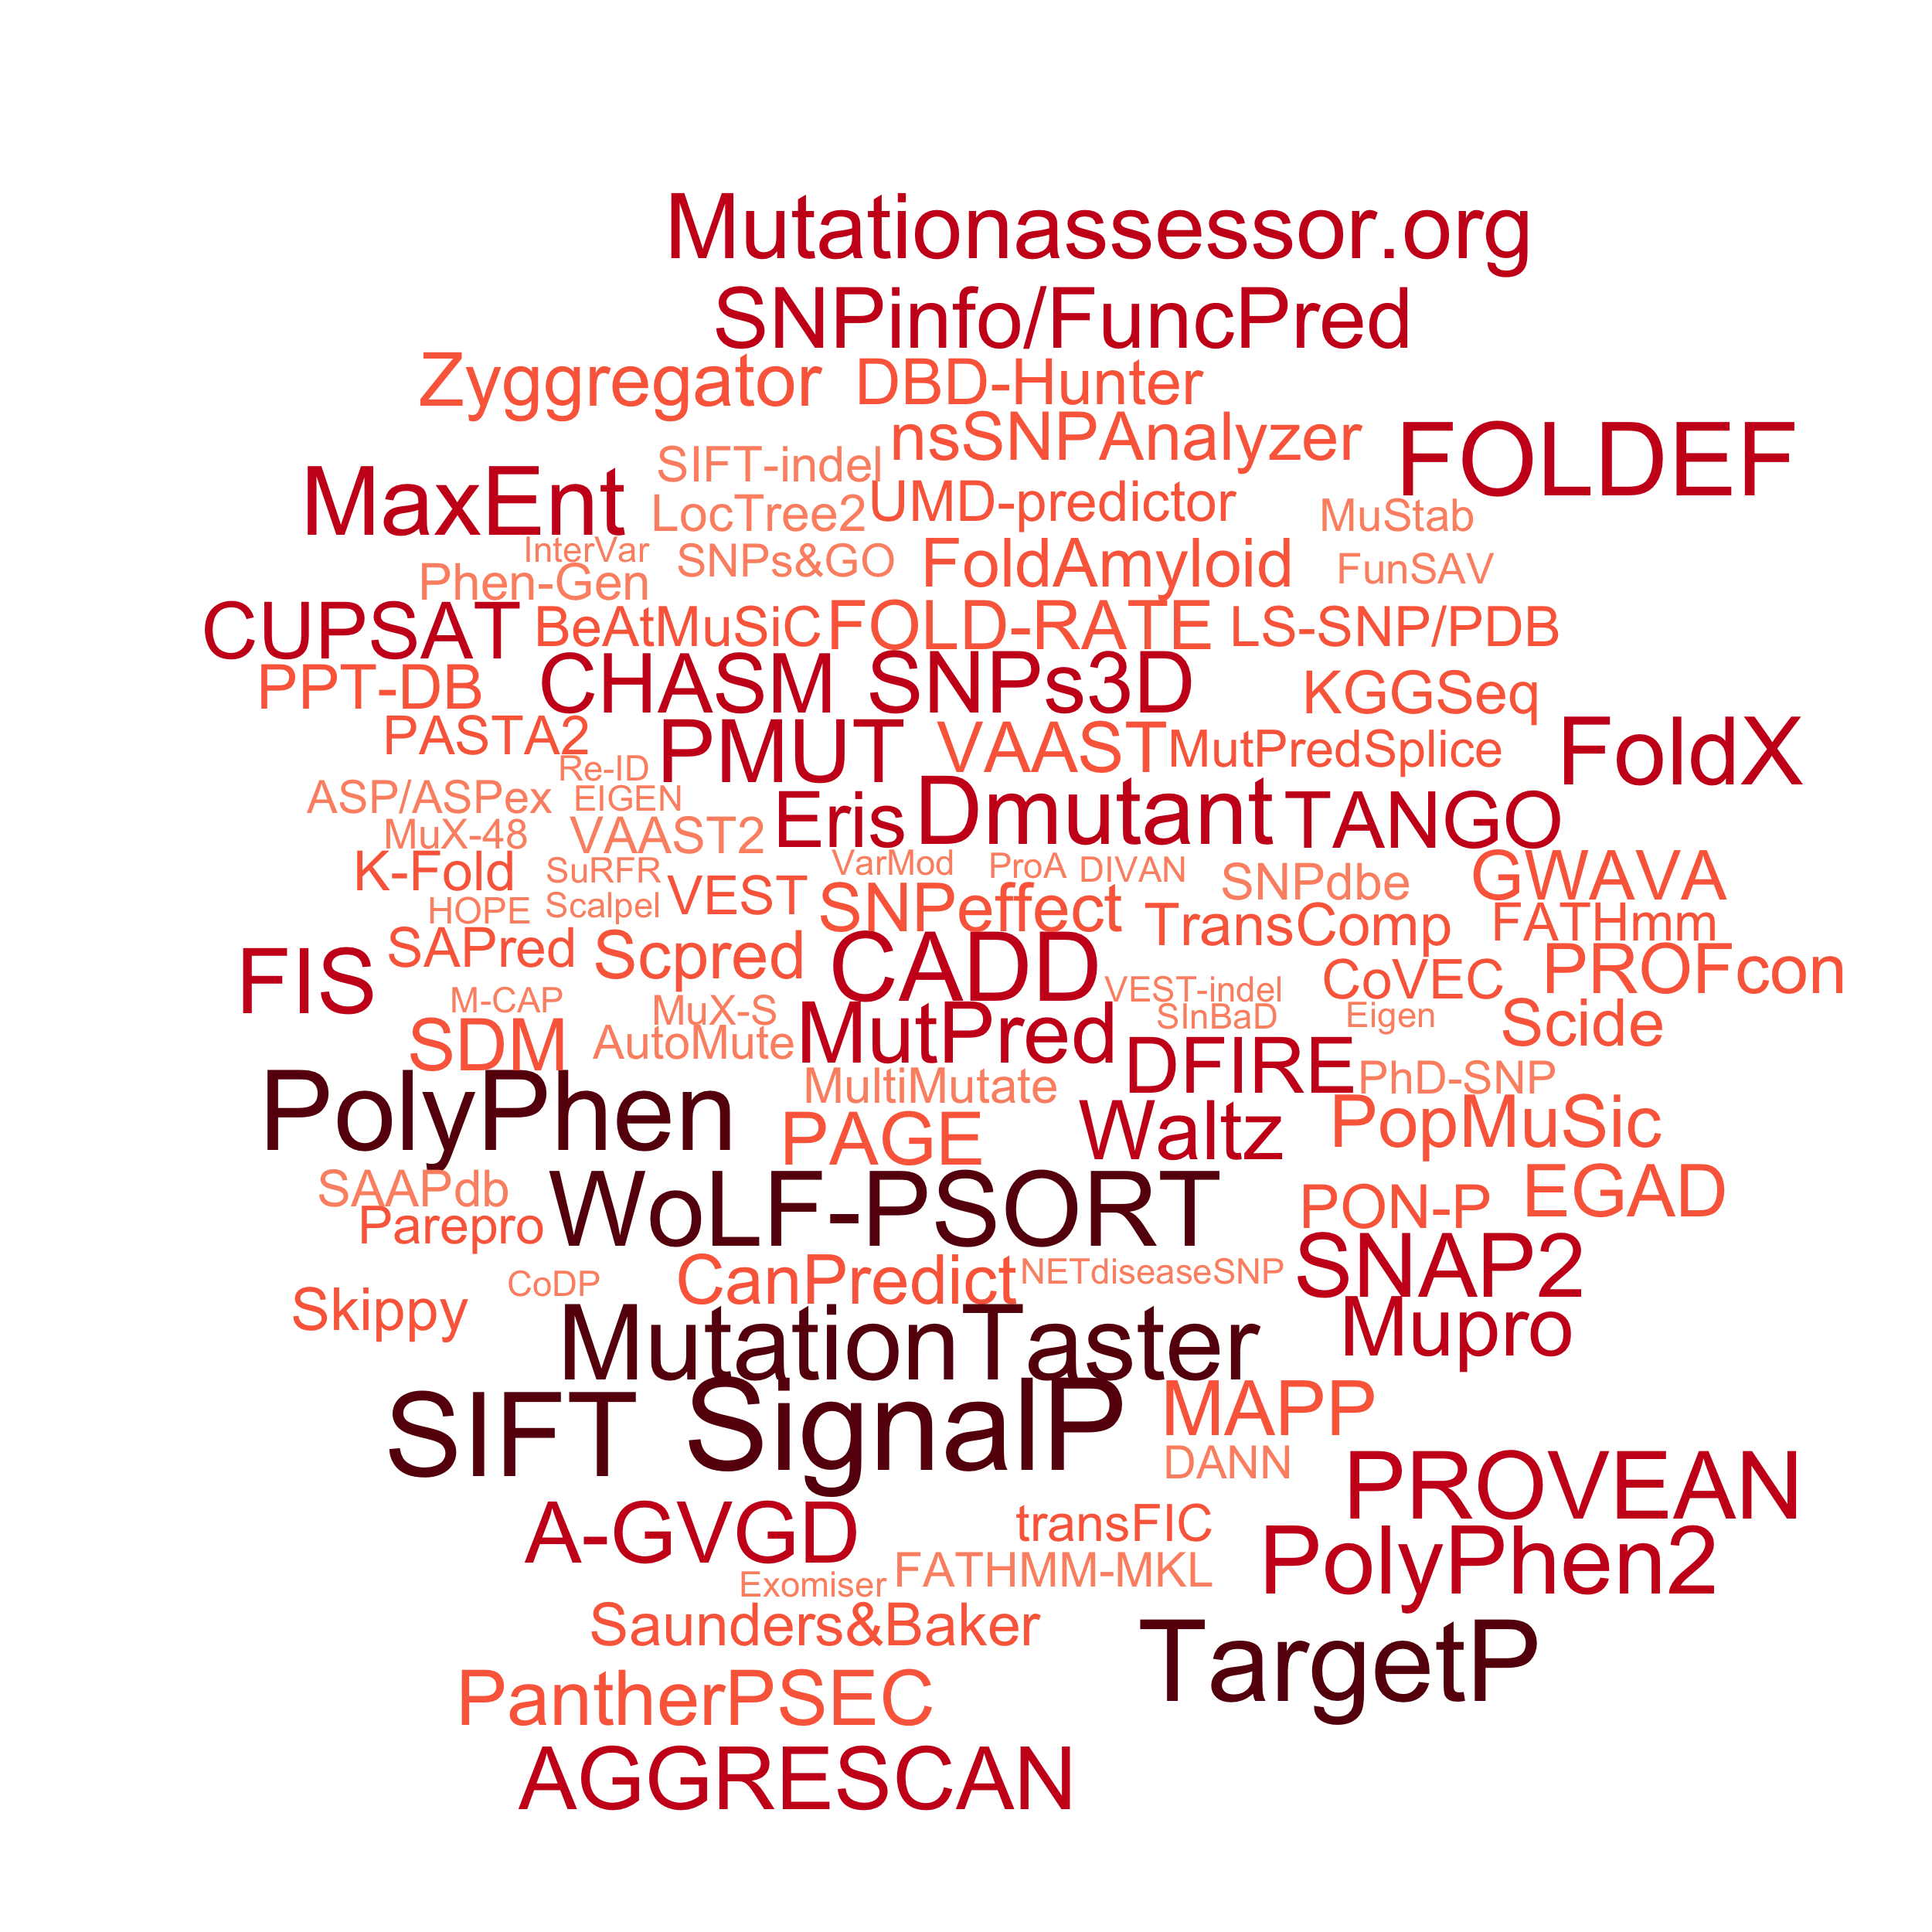 Mutationassessor.org
SNPinfo/FuncPred
Zyggregator DBD-Hunter
nsSNPAnalyzer FOLDEF
SIFT-indel
MaxEnt LocTree2 UMD-predictor MuStab
InterVar SNPs&GO FoldAmyloid FunSAV
Phen-Gen
CUPSAT BeAtMuSiC FOLD-RATE LS-SNP/PDB
PPT-DB CHASM SNPs3D KGGSeq
PASTA2 PMUT VAAST MutPredSplice FoldX
Re-ID
ASP/ASPex EIGEN Eris Dmutant TANGO
MuX-48 VAAST2
K-Fold SuRFR VarMod ProA DIVAN SNPdbe GWAVA
HOPE Scalpel VEST SNPeffect TransComp FATHmm
FIS SAPred Scpred CADD CoVEC PROFcon
M-CAP MuX-S VEST-indel
SInBaD Eigen Scide
SDM AutoMute MutPred DFIRE PhD-SNP
MultiMutate
PolyPhen PAGE Waltz PopMuSic
SAAPdb WoLF-PSORT PON-P EGAD
Parepro
CanPredict NETdiseaseSNP SNAP2
Skippy CoDP
MutationTaster Mupro
SIFT SignalP MAPP
DANN
A-GVGD transFIC PROVEAN
Exomiser FATHMM-MKL PolyPhen2
Saunders&Baker
PantherPSEC TargetP
AGGRESCAN